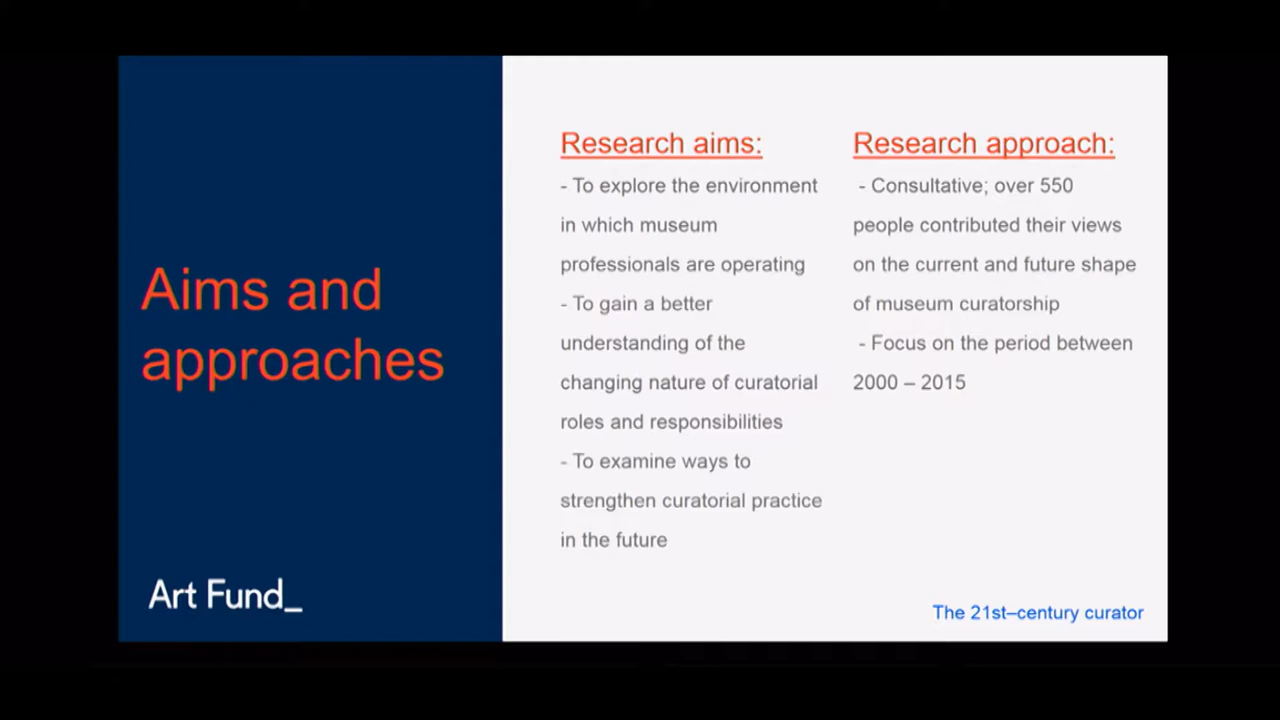 Aims and
approaches
Art Fund_
Research aims:
- To explore the environment
in which museum
professionals are operating
- To gain a better
understanding of the
changing nature of curatorial
roles and responsibilities
- To examine ways to
strengthen curatorial practice
in the future
Research approach:
- Consultative; over 550
people contributed their views
on the current and future shape
of museum curatorship
- Focus on the period between
2000 – 2015
The 21st–century curator